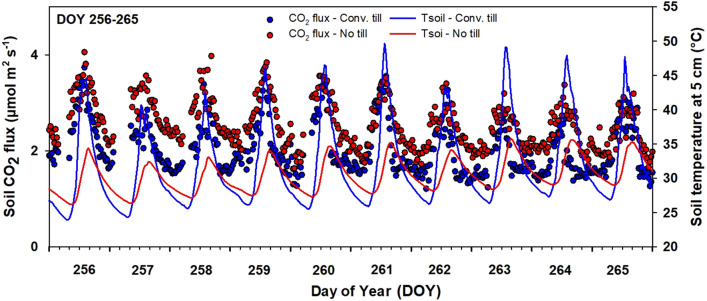 DOY 256-265
CO2 flux - Conv. till
Tsoil - Conv. till
CO2 flux - No till
Tsoi - No till
Soil CO2 flux (µmol m2 s-1)
4
2
0
55
50
45
40
35
30
25
20
Soil temperature at 5 cm (°C)
256 257 258 259 260 261 262 263 264 265
Day of Year (DOY)